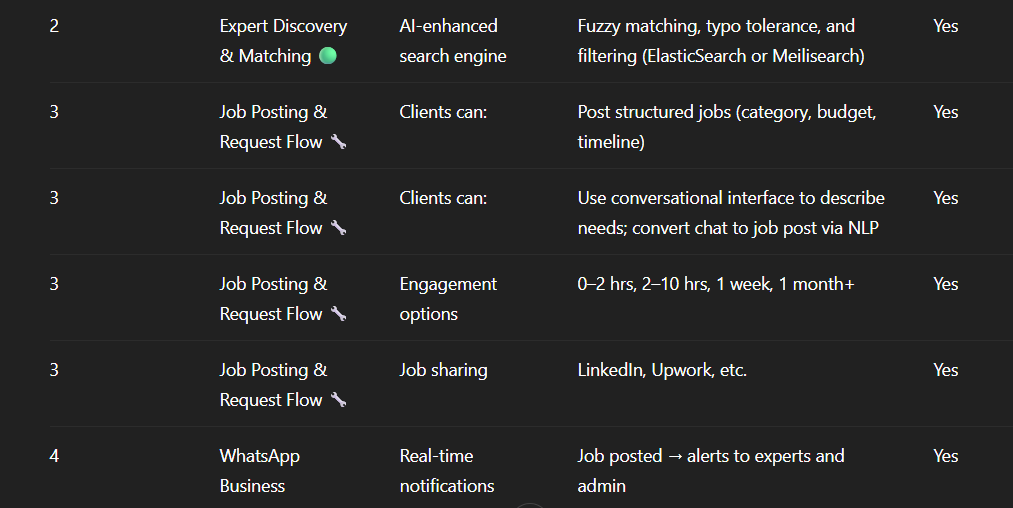 2 Expert Discovery AI-enhanced Fuzzy matching, typo tolerance, and Yes
& Matching 🟢 search engine filtering (ElasticSearch or Meilisearch)
3 Job Posting & Clients can: Post structured jobs (category, budget, Yes
Request Flow 🔧 timeline)
3 Job Posting & Clients can: Use conversational interface to describe Yes
Request Flow 🔧 needs; convert chat to job post via NLP
3 Job Posting & Engagement 0–2 hrs, 2–10 hrs, 1 week, 1 month+ Yes
Request Flow 🔧 options
3 Job Posting & Job sharing LinkedIn, Upwork, etc. Yes
Request Flow 🔧
4 WhatsApp Real-time Job posted → alerts to experts and Yes
Business notifications admin